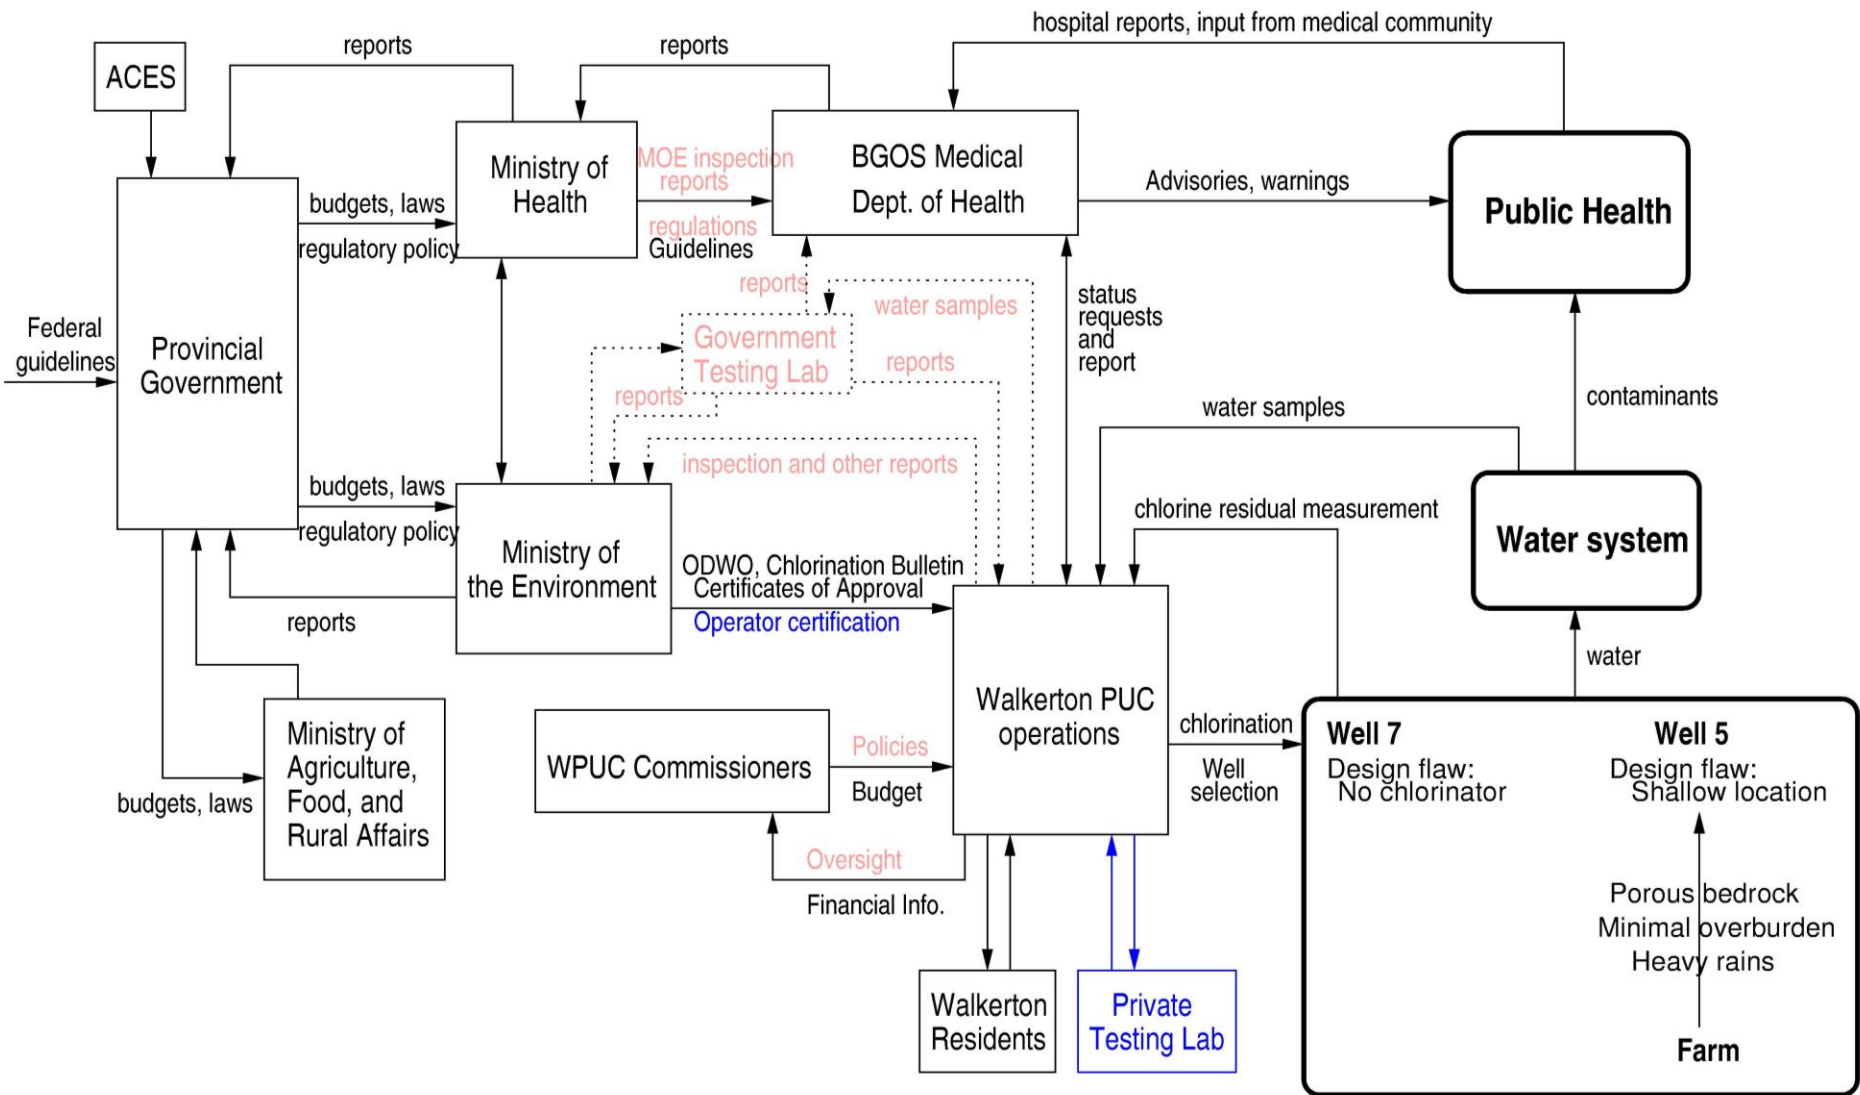 hospital reports, input from medical community
reports
reports
ACES
MOE inspection
reports
regulations
Guidelines
Ministry of
Health
BGOS Medical
Dept. of Health
Advisories, warnings
Public Health
budgets, laws
regulatory policy
Federal
guidelines
Provincial
Government
reports
water samples
status
requests
and
report
Government
Testing Lab
reports
reports
contaminants
water samples
inspection and other reports
budgets, laws
regulatory policy
chlorine residual measurement
Water system
Ministry of
the Environment
ODWO, Chlorination Bulletin
Certificates of Approval
Operator certification
reports
water
Ministry of
Agriculture,
Food, and
Rural Affairs
budgets, laws
WPUC Commissioners
Policies
Budget
Walkerton PUC
operations
chlorination
Well
selection
Well 7
Design flaw:
No chlorinator
Well 5
Design flaw:
Shallow location
Oversight
Financial Info.
Porous bedrock
Minimal overburden
Heavy rains
Farm
Walkerton
Residents
Private
Testing Lab